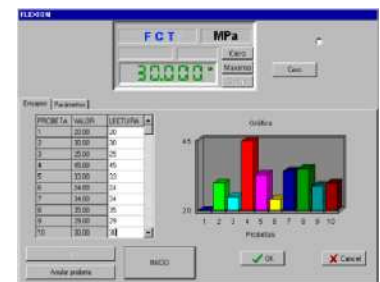 FLEXION
FCT MPa
Cero
30.000"
Maximo
Cero
Ensayos Parametros
PROBETA VALOR LECTURA
1 20.00 20
2 30.00 30
3 25.00 25
4 45.00 45
5 33.00 33
6 24.00 24
7 34.00 34
8 35.00 35
9 29.00 29
10 30.00 30
Gráfica
45
20
1 2 3 4 5 6 7 8 9 10
Probetas
INICIO
Anular probeta
OK
Cancel